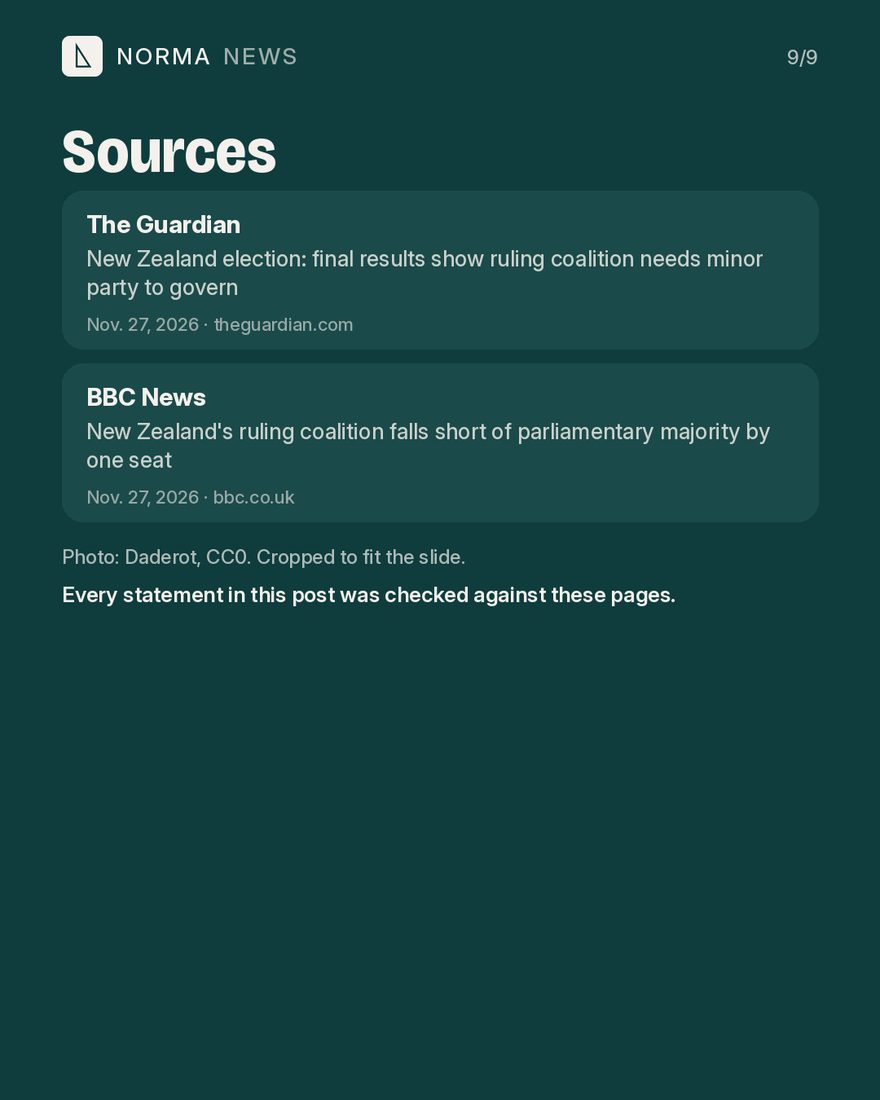 NORMA NEWS
9/9
Sources
The Guardian
New Zealand election: final results show ruling coalition needs minor
party to govern
Nov. 27, 2026 · theguardian.com
BBC News
New Zealand's ruling coalition falls short of parliamentary majority by
one seat
Nov. 27, 2026 · bbc.co.uk
Photo: Daderot, CC0. Cropped to fit the slide.
Every statement in this post was checked against these pages.